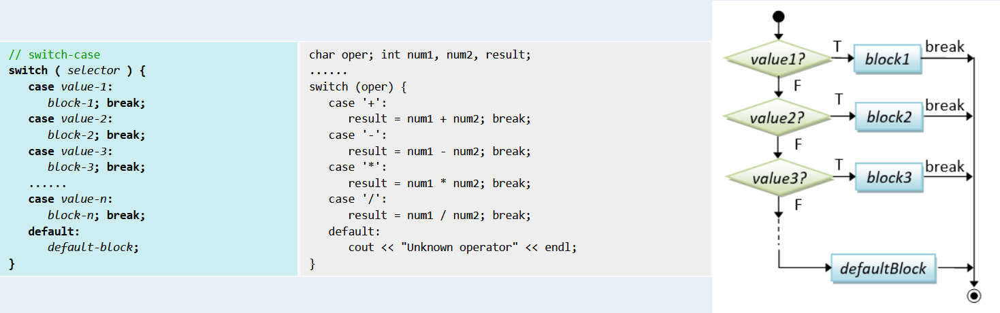 // switch-case
switch ( selector ) {
   case value-1:
      block-1; break;
   case value-2:
      block-2; break;
   case value-3:
      block-3; break;
   ......
   case value-n:
      block-n; break;
   default:
      default-block;
}
char oper; int num1, num2, result;
......
switch (oper) {
   case '+':
      result = num1 + num2; break;
   case '-':
      result = num1 - num2; break;
   case '*':
      result = num1 * num2; break;
   case '/':
      result = num1 / num2; break;
   default:
      cout << "Unknown operator" << endl;
}
value1?
T
block1
break
F
value2?
T
block2
break
F
value3?
T
block3
break
F
defaultBlock